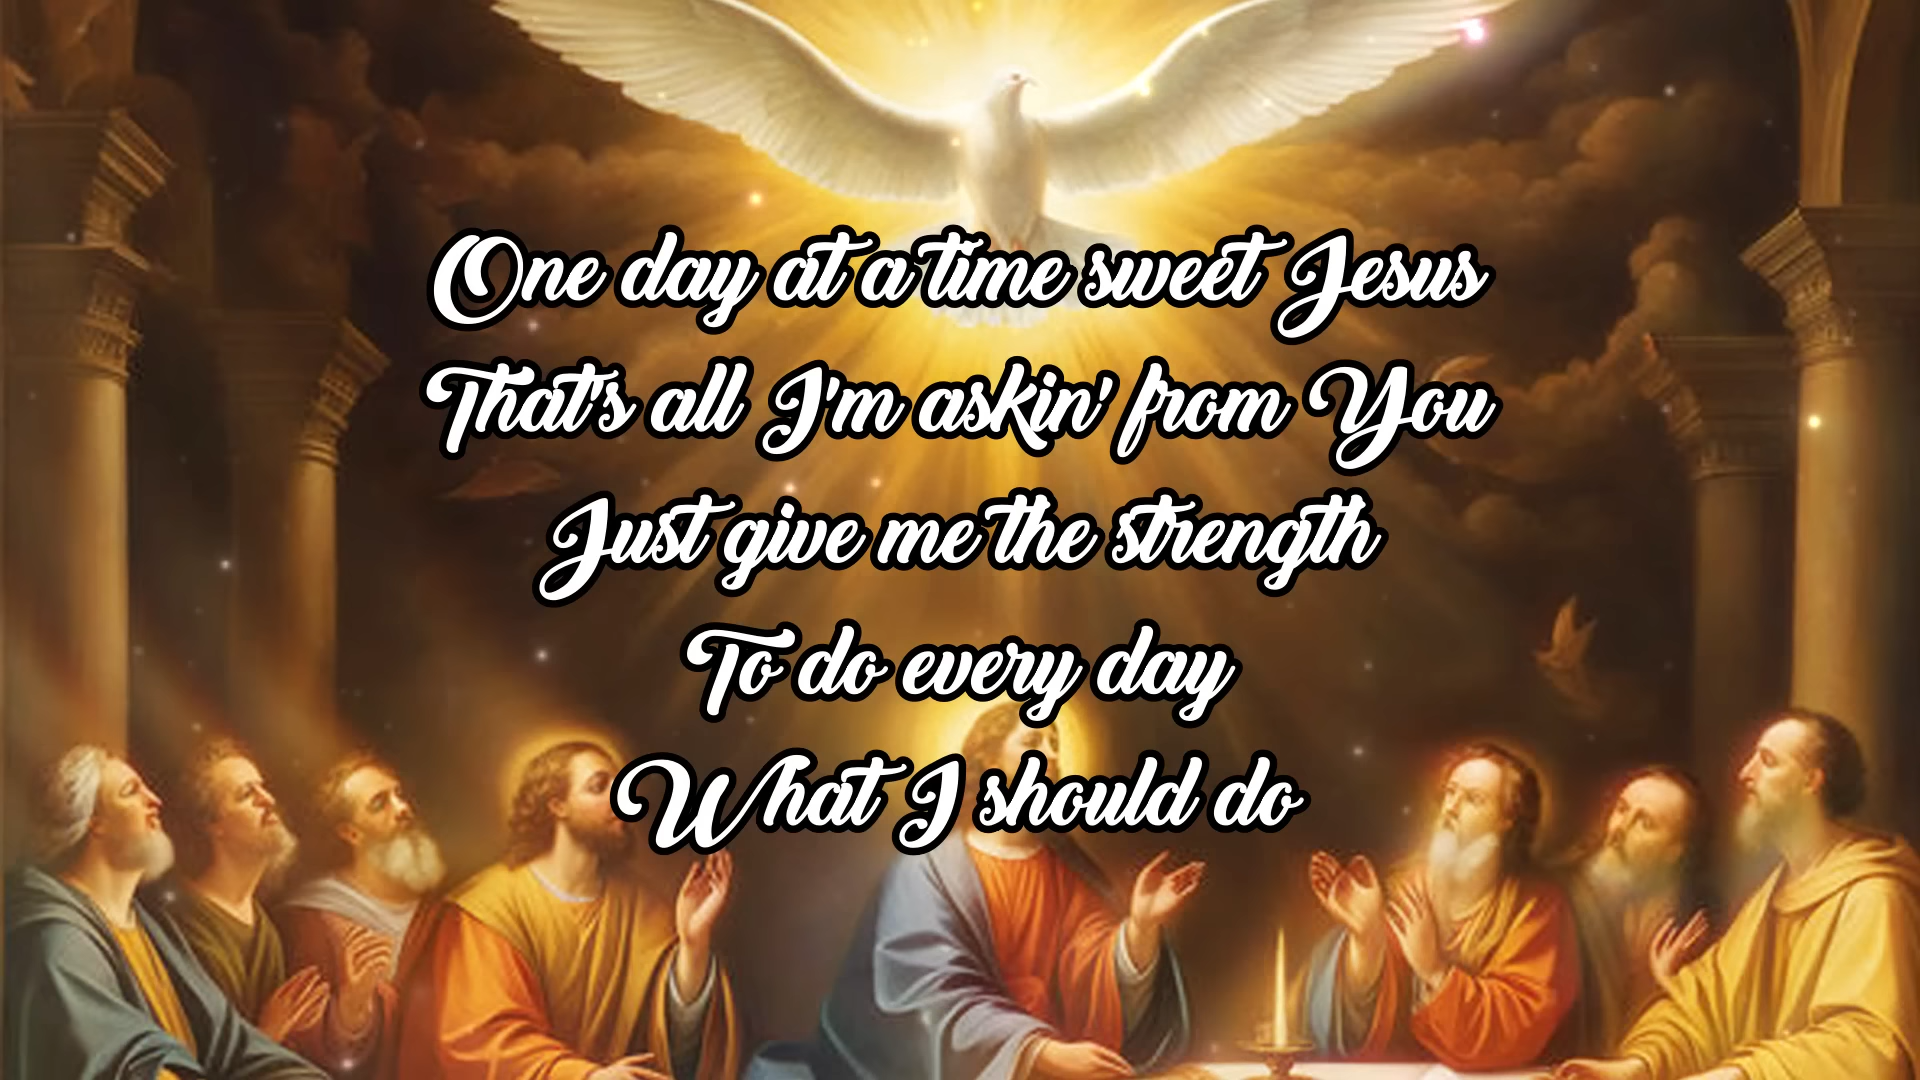 One day at a time sweet Jesus
That's all I'm askin' from You
Just give me the strength
To do every day
What I should do